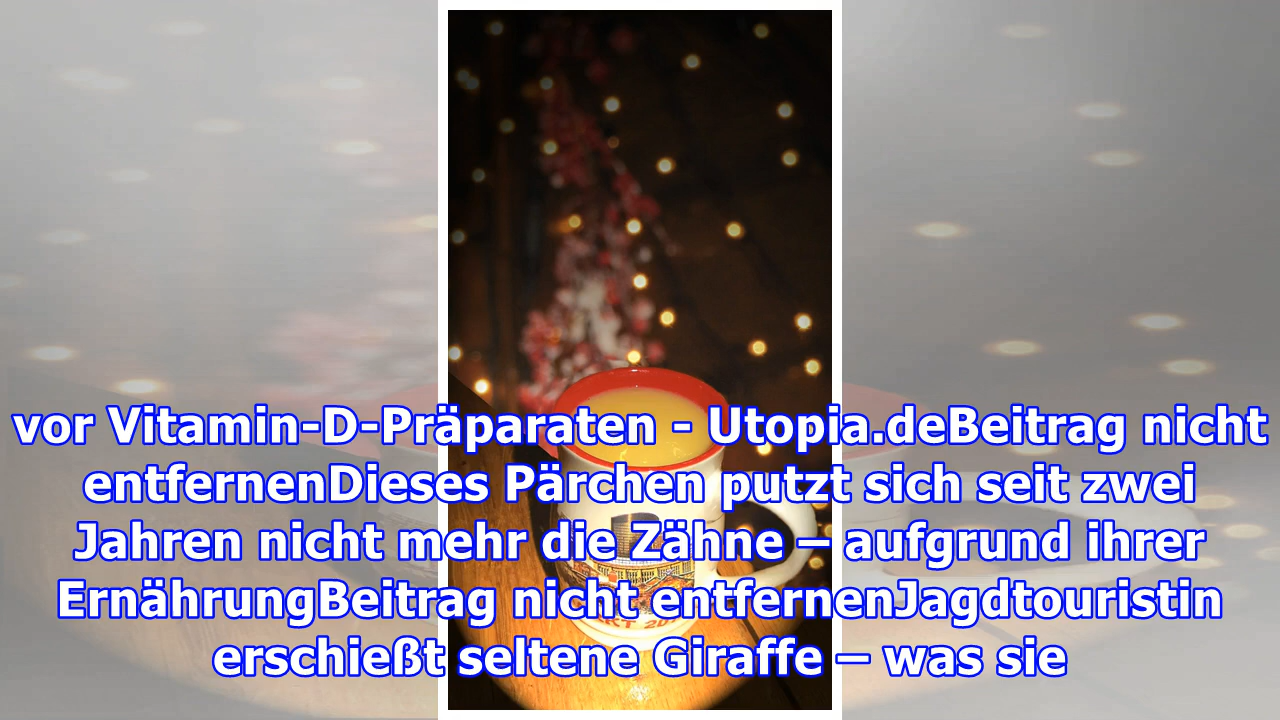 vor Vitamin-D-Präparaten - Utopia.deBeitrag nicht
entfernenDieses Pärchen putzt sich seit zwei
Jahren nicht mehr die Zähne – aufgrund ihrer
ErnährungBeitrag nicht entfernenJagdtouristin
erschießt seltene Giraffe – was sie